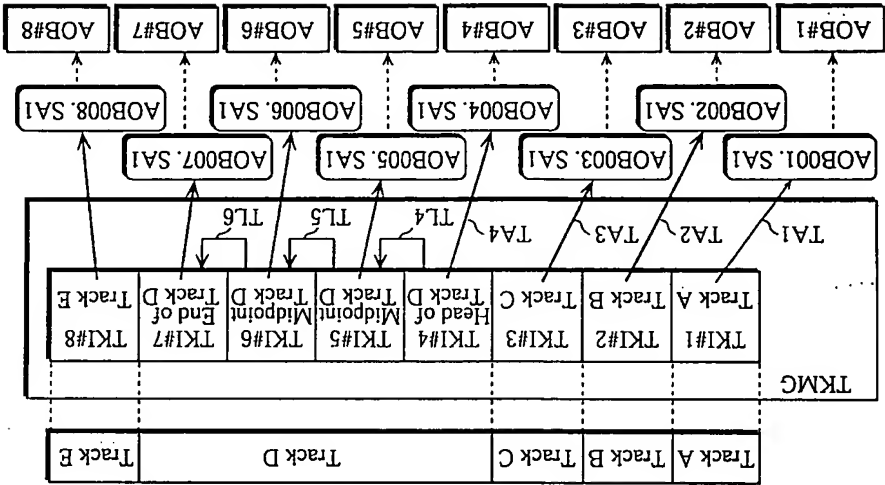 Track A Track B Track C Track D Track E
TKMG
TKI#1 TKI#2 TKI#3 TKI#4 TKI#5 TKI#6 TKI#7 TKI#8
Track A Track B Track C Head of Track D Midpoint Track D Midpoint Track D End of Track D Track E
TA1 TA2 TA3 TA4 TL4 TL5 TL6
AOB001. SA1 AOB003. SA1 AOB005. SA1 AOB007. SA1
AOB002. SA1 AOB004. SA1 AOB006. SA1 AOB008. SA1
AOB#1 AOB#2 AOB#3 AOB#4 AOB#5 AOB#6 AOB#7 AOB#8